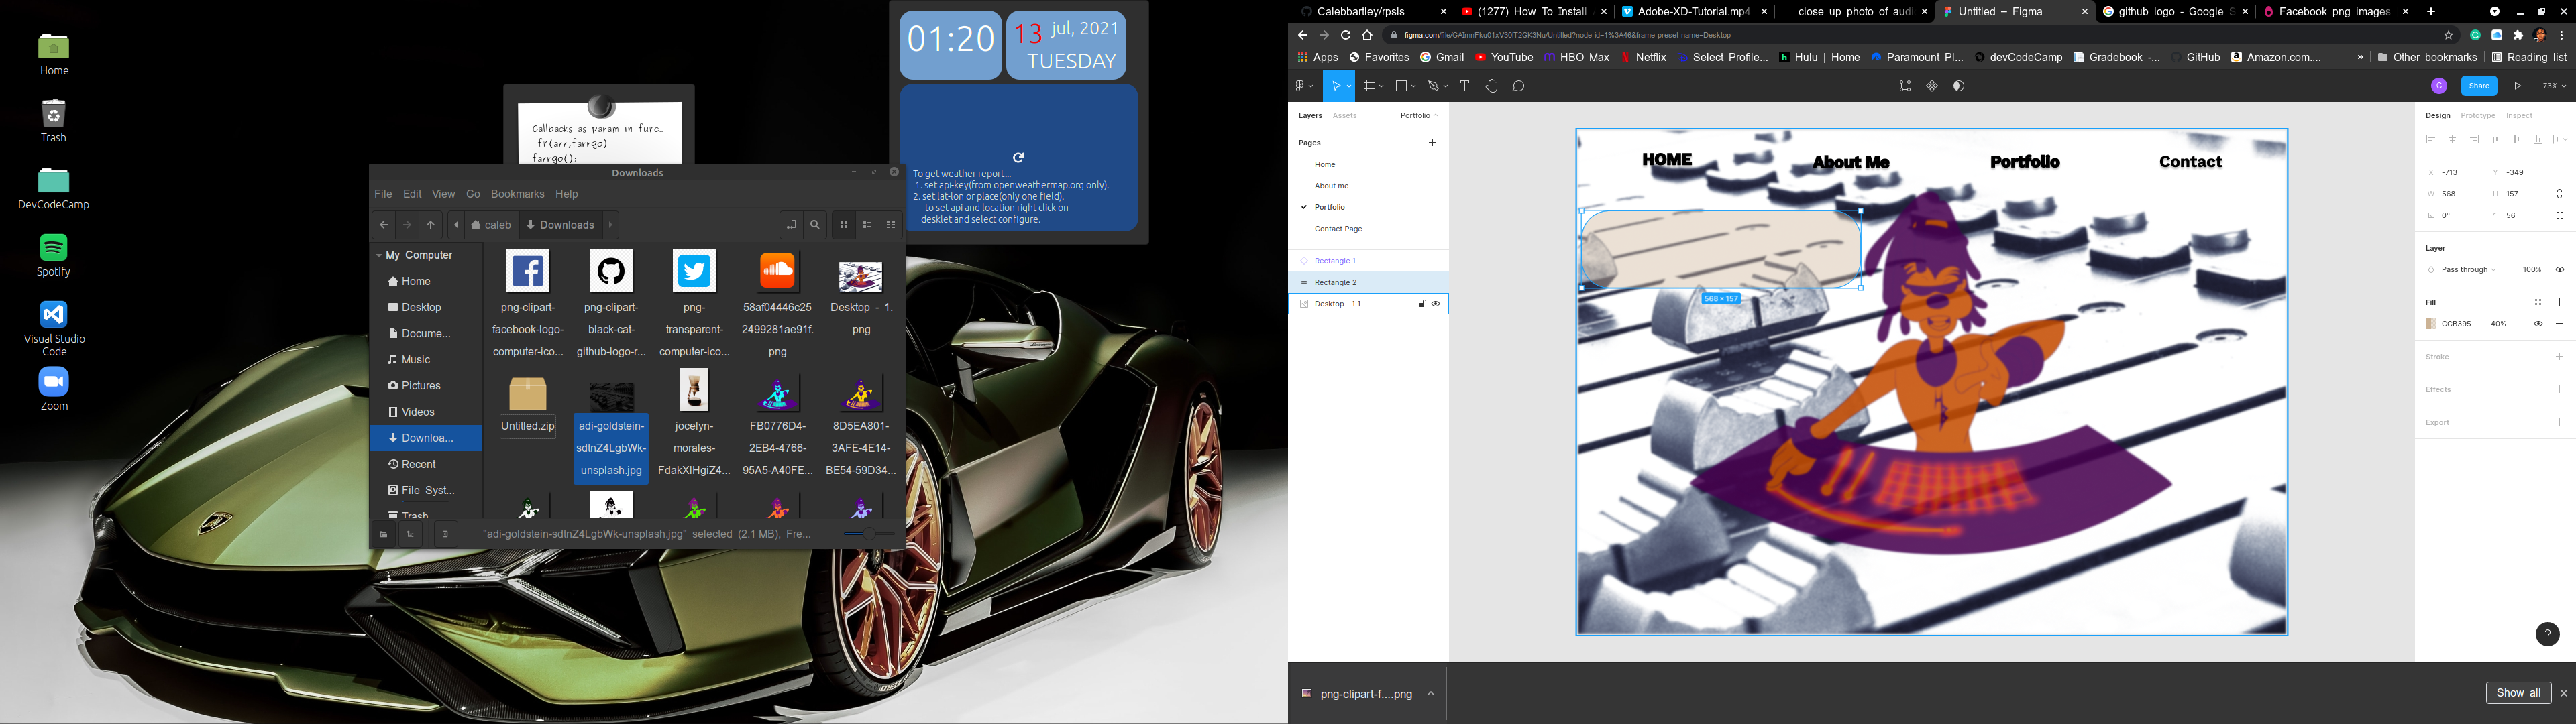 Home
Trash
DevCodeCamp
Spotify
Visual Studio
Code
Zoom
01:20
13 jul, 2021
TUESDAY
To get weather report...
1. set api-key(from openweathermap.org only).
2. set lat-lon or place(only one field).
to set api and location right click on
desklet and select configure.
Callbacks as param in func...
fn(arr,farrgo)
farrgo():
Downloads
File Edit View Go Bookmarks Help
caleb Downloads
My Computer
Home
Desktop
Docume...
Music
Pictures
Videos
Downloa...
Recent
File Syst...
Trash
png-clipart-
facebook-logo-
computer-ico...
png-clipart-
black-cat-
github-logo-r...
png-
transparent-
computer-ico...
58af04446c25
2499281ae91f.
png
Desktop - 1.
png
Untitled.zip
adi-goldstein-
sdtnZ4LgbWk-
unsplash.jpg
jocelyn-
morales-
FdakXIHgiZ4...
FB0776D4-
2EB4-4766-
95A5-A40FE...
8D5EA801-
3AFE-4E14-
BE54-59D34...
"adi-goldstein-sdtnZ4LgbWk-unsplash.jpg" selected (2.1 MB), Fre...
Calebbartley/rpsls
(1277) How To Install
Adobe-XD-Tutorial.mp4
close up photo of audi
Untitled – Figma
github logo - Google S
Facebook png images
figma.com/file/GAImnFku01xV30lT2GK3Nu/Untitled?node-id=1%3A46&frame-preset-name=Desktop
Apps Favorites Gmail YouTube HBO Max Netflix Select Profile... Hulu | Home Paramount Pl... devCodeCamp Gradebook -... GitHub Amazon.com.... » Other bookmarks Reading list
C Share 73%
Layers Assets Portfolio
Pages
Home
About me
Portfolio
Contact Page
Rectangle 1
Rectangle 2
Desktop - 1 1
HOME About Me Portfolio Contact
568 × 157
Design Prototype Inspect
X -713 Y -349
W 568 H 157
0° 56
Layer
Pass through 100%
Fill
CCB395 40%
Stroke
Effects
Export
?
png-clipart-f....png
Show all